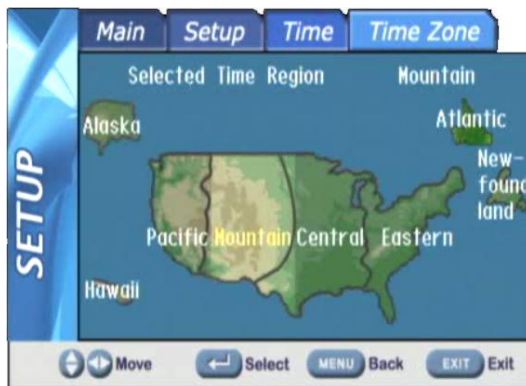 Main Setup Time Time Zone
SETUP
Selected Time Region Mountain
Alaska
Atlantic
New-
found
land
Pacific Mountain Central Eastern
Hawaii
Move Select MENU Back EXIT Exit